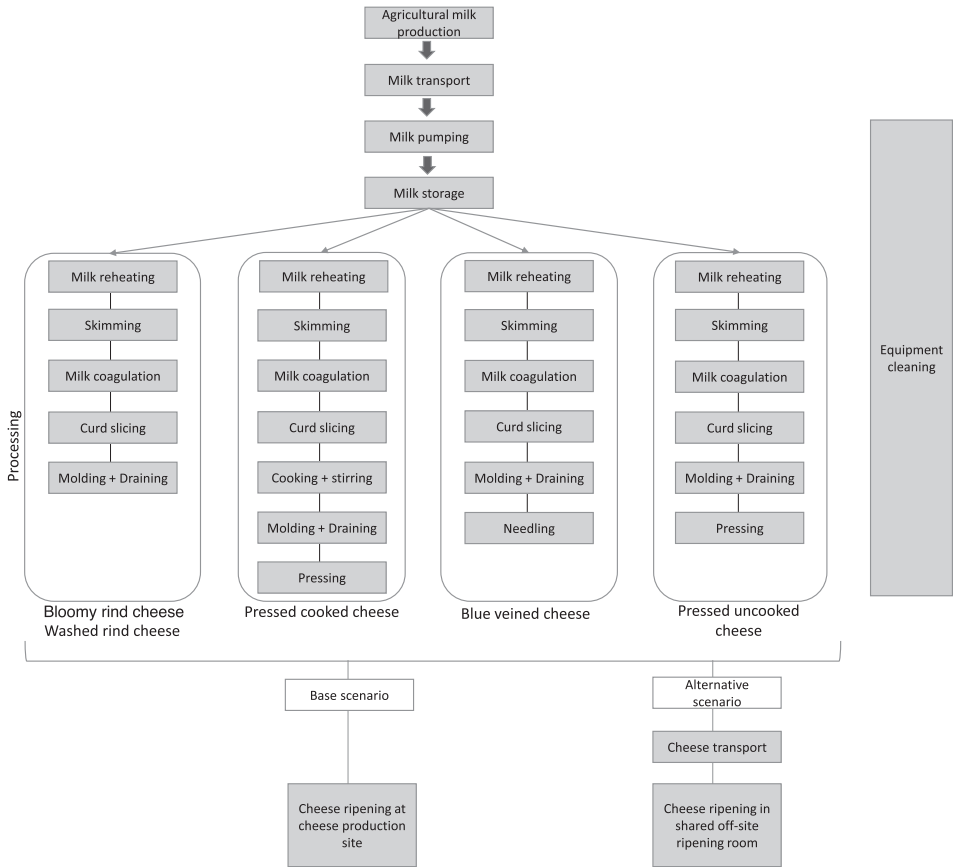 Agricultural milk
production
Milk transport
Milk pumping
Milk storage
Processing
Milk reheating
Skimming
Milk coagulation
Curd slicing
Molding + Draining
Bloomy rind cheese
Washed rind cheese
Milk reheating
Skimming
Milk coagulation
Curd slicing
Cooking + stirring
Molding + Draining
Pressing
Pressed cooked cheese
Milk reheating
Skimming
Milk coagulation
Curd slicing
Molding + Draining
Needling
Blue veined cheese
Milk reheating
Skimming
Milk coagulation
Curd slicing
Molding + Draining
Pressing
Pressed uncooked
cheese
Equipment
cleaning
Base scenario
Cheese ripening at
cheese production
site
Alternative
scenario
Cheese transport
Cheese ripening in
shared off-site
ripening room